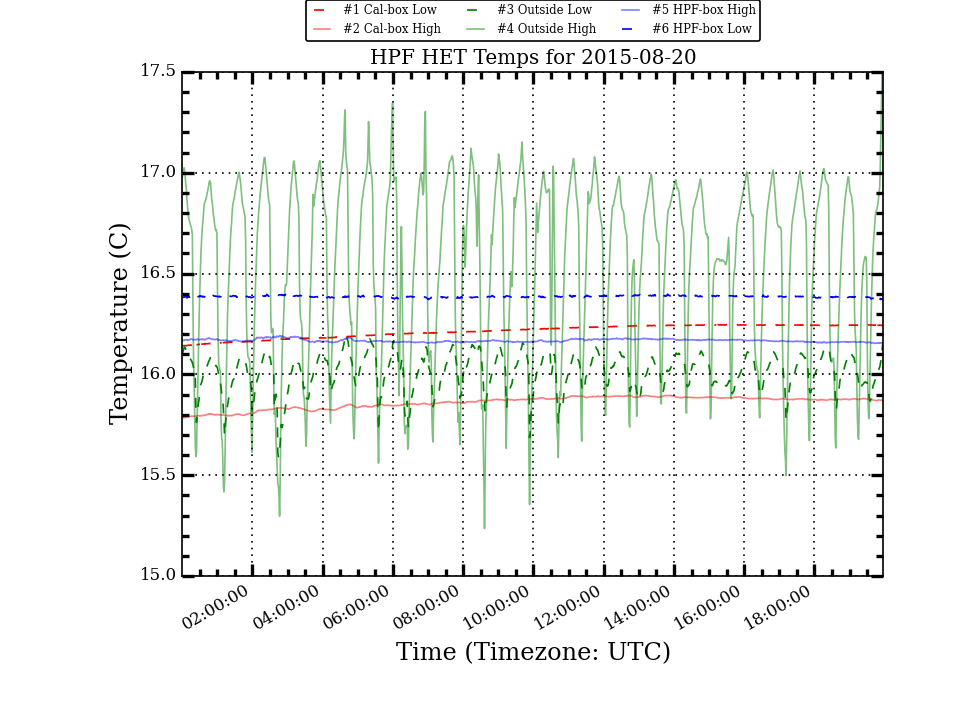 #1 Cal-box Low #3 Outside Low #5 HPF-box High
#2 Cal-box High #4 Outside High #6 HPF-box Low
HPF HET Temps for 2015-08-20
17.5
17.0
16.5
16.0
15.5
15.0
Temperature (C)
02:00:00 04:00:00 06:00:00 08:00:00 10:00:00 12:00:00 14:00:00 16:00:00 18:00:00
Time (Timezone: UTC)